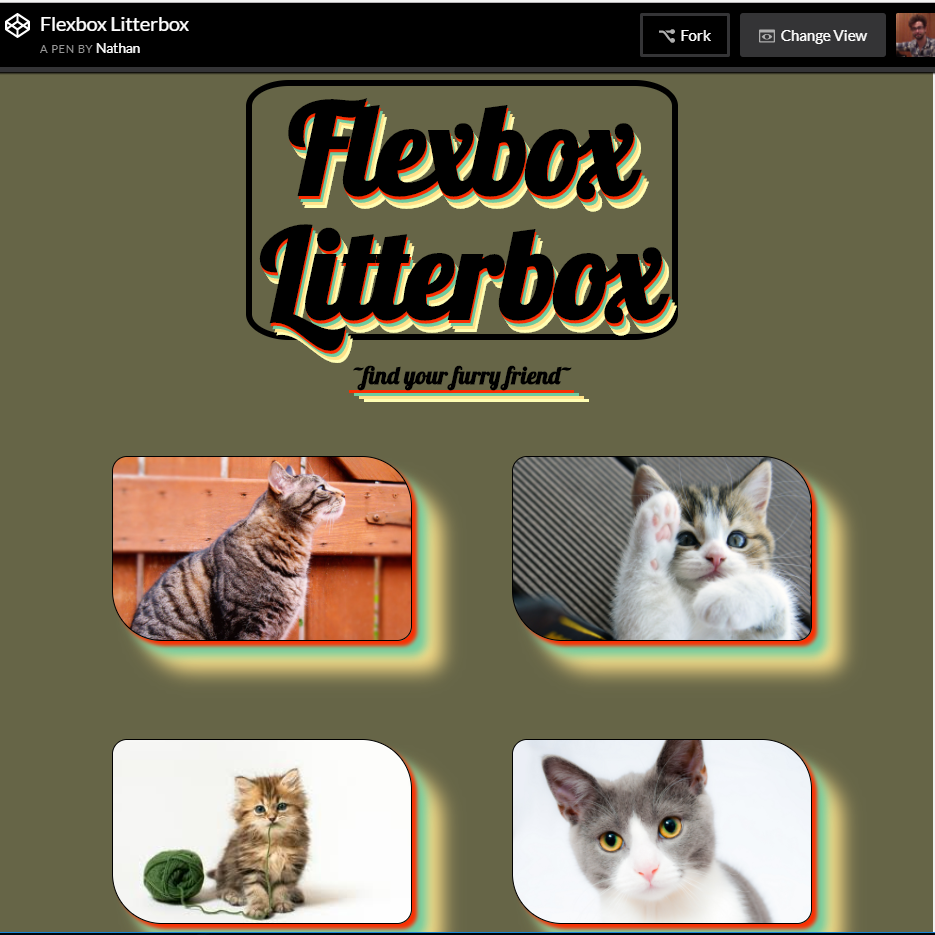 Flexbox Litterbox
A PEN BY Nathan
Fork
Change View
Flexbox
Litterbox
~find your furry friend~